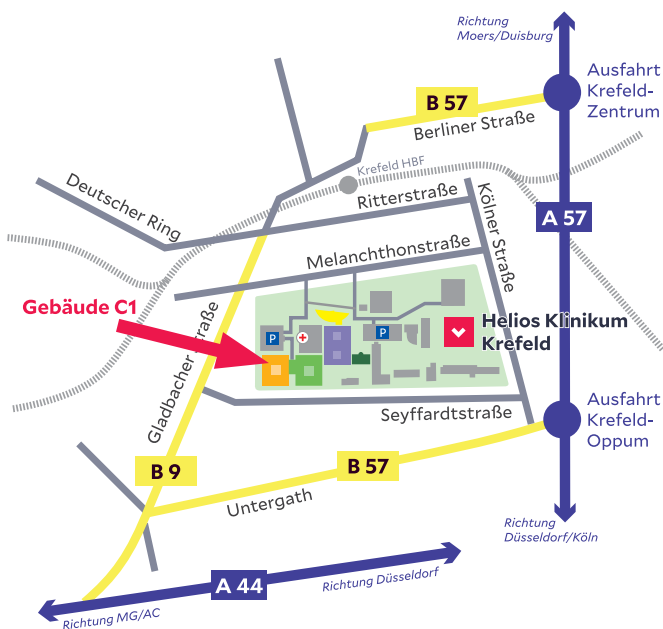 Richtung
Moers/Duisburg
Ausfahrt
Krefeld-
Zentrum
B 57
Berliner Straße
Krefeld HBF
Deutscher Ring
Ritterstraße
Kölner Straße
A 57
Melanchthonstraße
Gebäude C1
Gladbacher Straße
P
P
Helios Klinikum
Krefeld
Seyffardtstraße
Ausfahrt
Krefeld-
Oppum
B 9
B 57
Untergath
Richtung
Düsseldorf/Köln
A 44
Richtung Düsseldorf
Richtung MG/AC